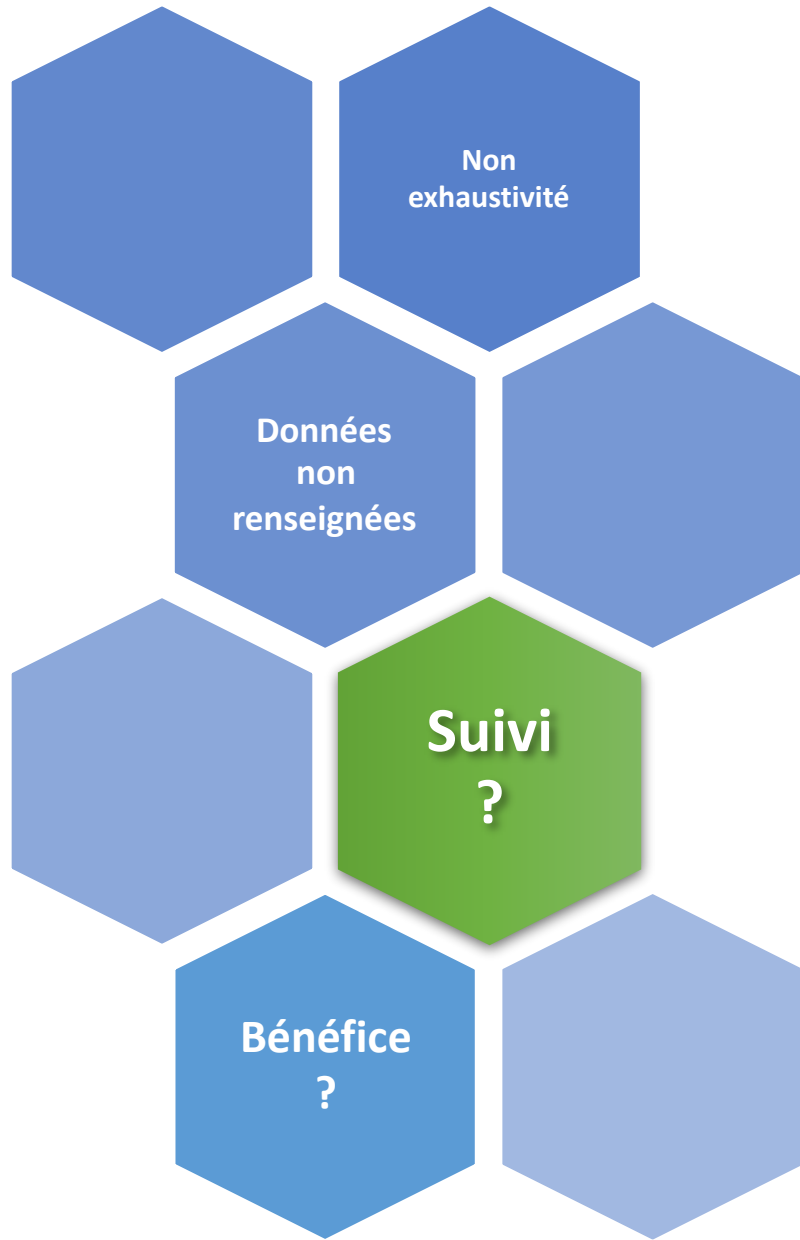 Non
exhaustivité
Données
non
renseignées
Suivi
?
Bénéfice
?